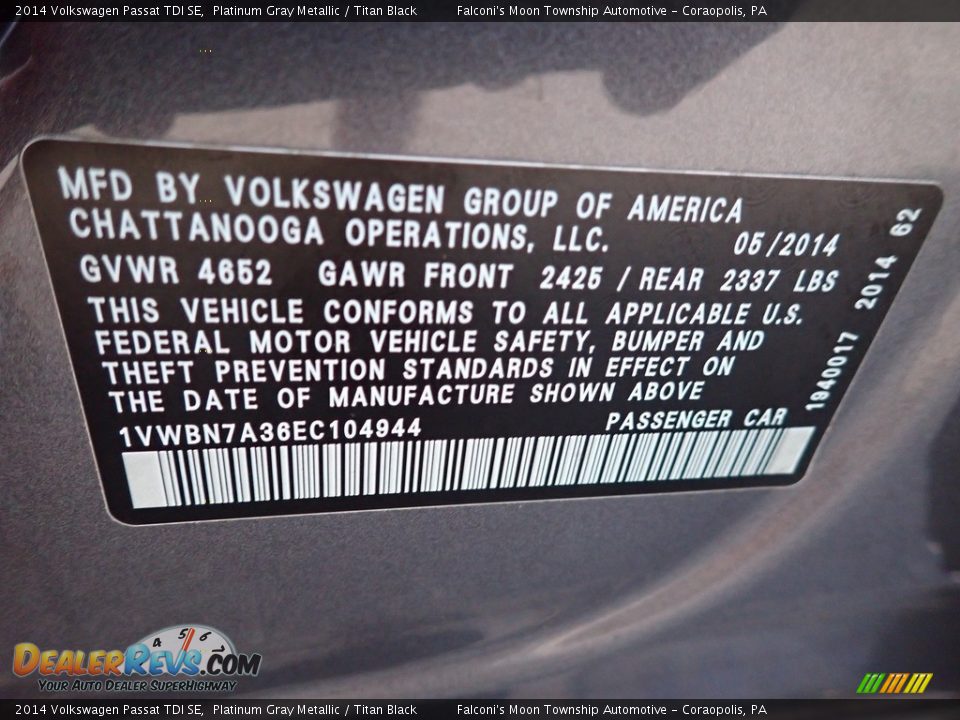 2014 Volkswagen Passat TDI SE, Platinum Gray Metallic / Titan Black Falconi's Moon Township Automotive - Coraopolis, PA
MFD BY VOLKSWAGEN GROUP OF AMERICA
CHATTANOOGA OPERATIONS, LLC. 05/2014
GVWR 4652 GAWR FRONT 2425 / REAR 2337 LBS
THIS VEHICLE CONFORMS TO ALL APPLICABLE U.S.
FEDERAL MOTOR VEHICLE SAFETY, BUMPER AND
THEFT PREVENTION STANDARDS IN EFFECT ON
THE DATE OF MANUFACTURE SHOWN ABOVE
1VWBN7A36EC104944 PASSENGER CAR
1940017 2014 62
4 5 6
DEALERREVS.COM
YOUR AUTO DEALER SUPERHIGHWAY
2014 Volkswagen Passat TDI SE, Platinum Gray Metallic / Titan Black Falconi's Moon Township Automotive - Coraopolis, PA